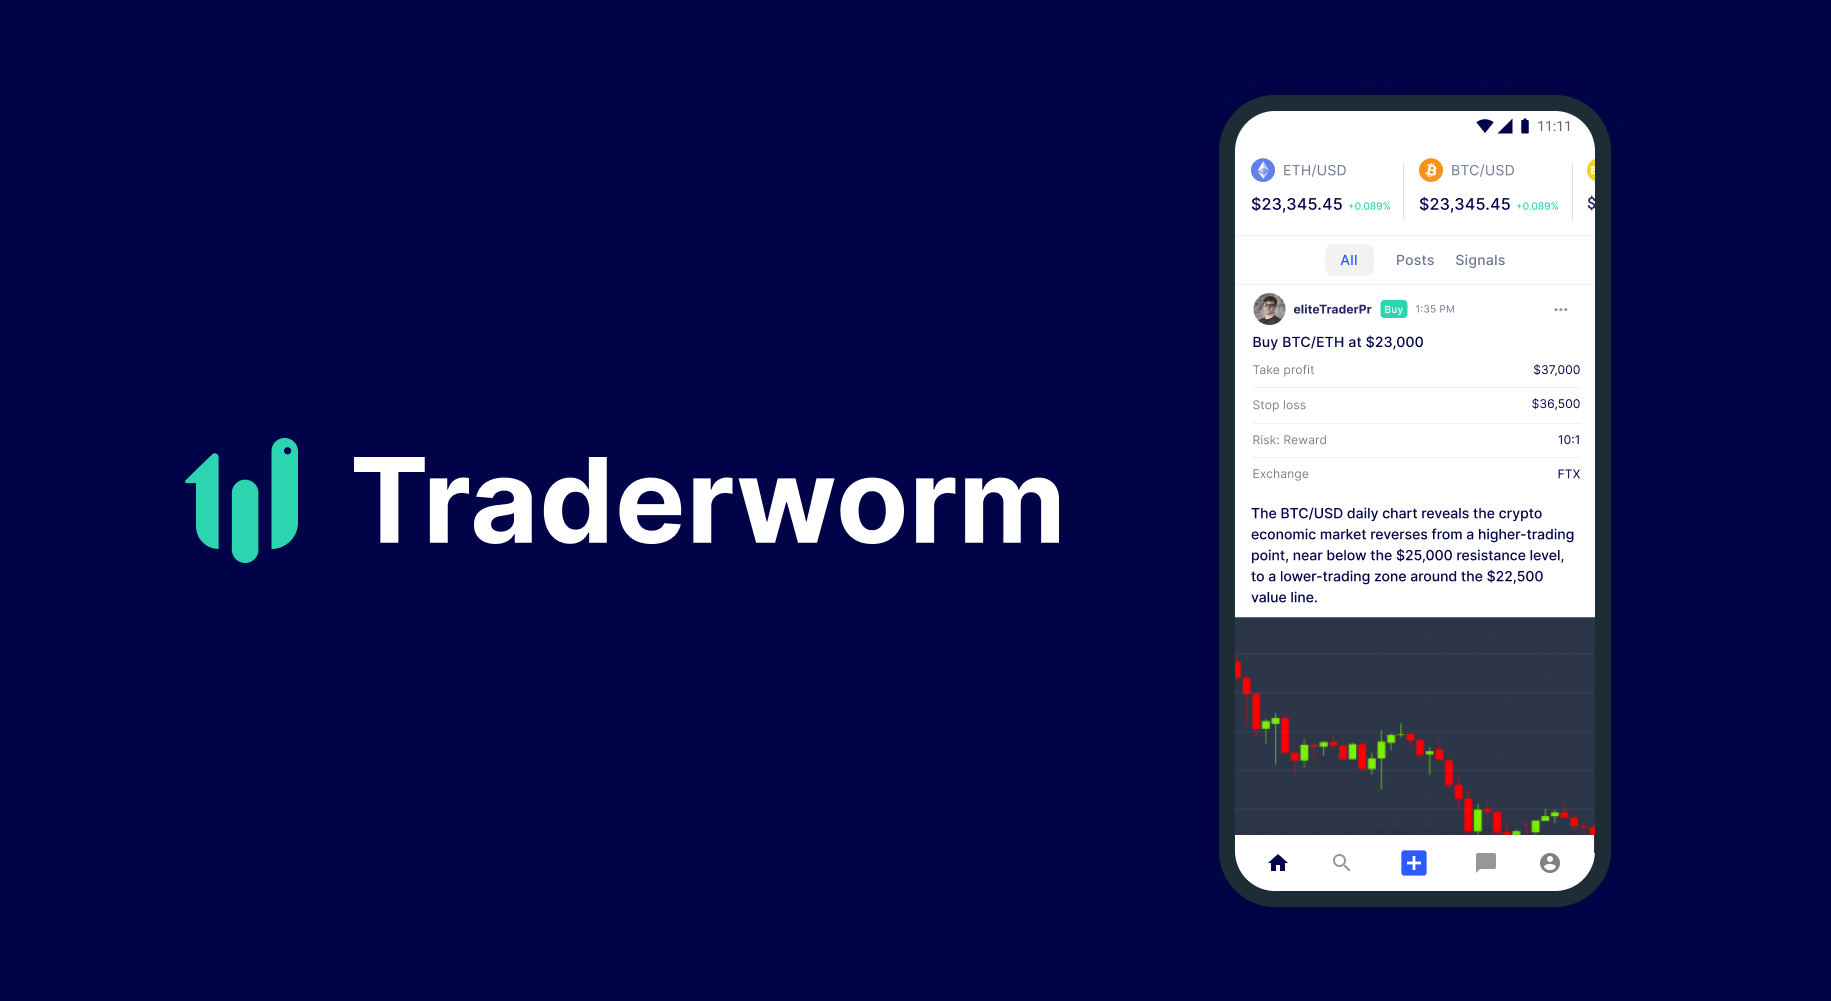 Traderworm
11:11
ETH/USD
$23,345.45 +0.089%
BTC/USD
$23,345.45 +0.089%
$
All Posts Signals
eliteTraderPr Buy 1:35 PM
Buy BTC/ETH at $23,000
Take profit $37,000
Stop loss $36,500
Risk: Reward 10:1
Exchange FTX
The BTC/USD daily chart reveals the crypto
economic market reverses from a higher-trading
point, near below the $25,000 resistance level,
to a lower-trading zone around the $22,500
value line.